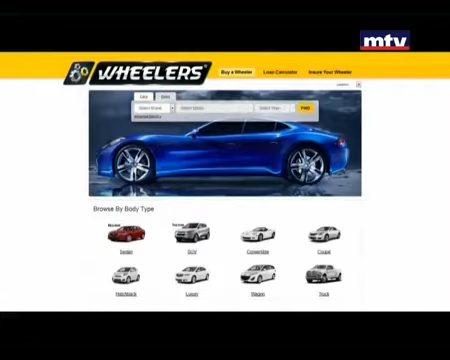 mtv
WHEELERS
Buy a Wheeler
Loan Calculator
Insure Your Wheeler
FIND
Browse By Body Type
Sedan
SUV
Convertible
Coupe
Hatchback
Luxury
Wagon
Truck